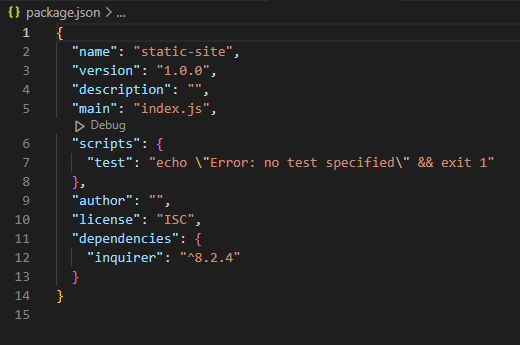 {} package.json > ...
1 {
2   "name": "static-site",
3   "version": "1.0.0",
4   "description": "",
5   "main": "index.js",
Debug
6   "scripts": {
7     "test": "echo \"Error: no test specified\" && exit 1"
8   },
9   "author": "",
10   "license": "ISC",
11   "dependencies": {
12     "inquirer": "^8.2.4"
13   }
14 }
15